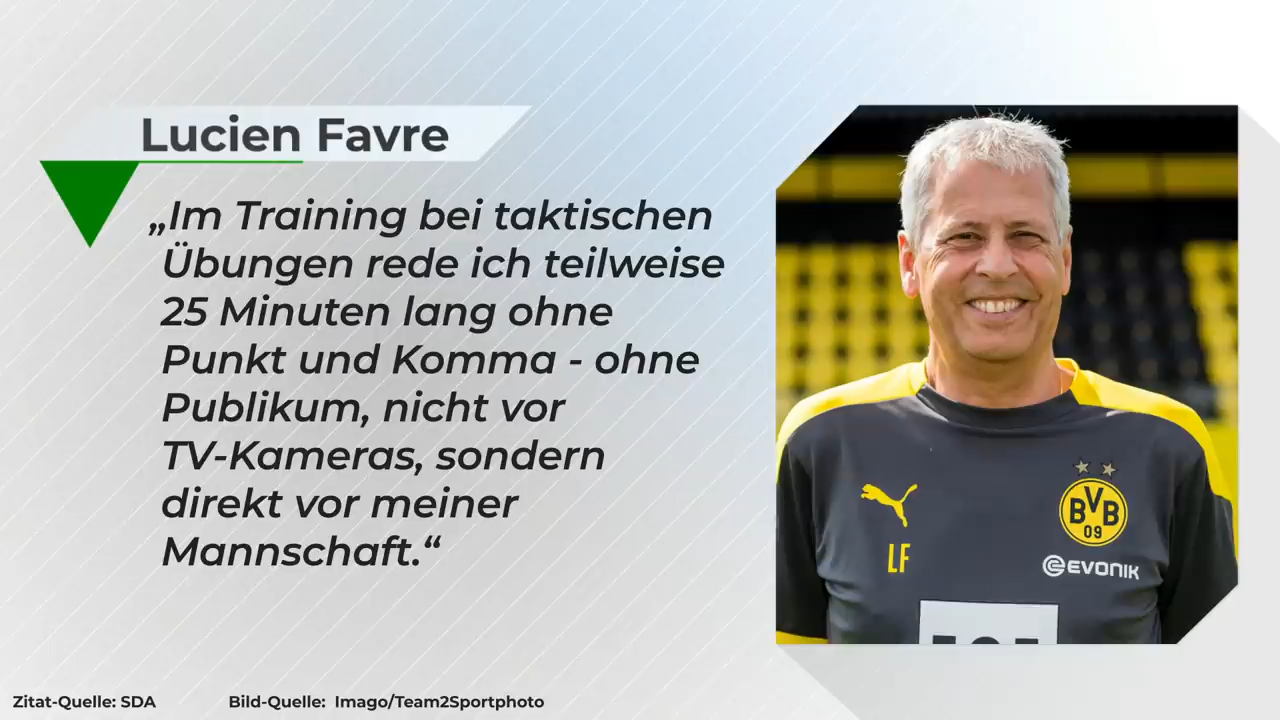 Lucien Favre
„Im Training bei taktischen
Übungen rede ich teilweise
25 Minuten lang ohne
Punkt und Komma - ohne
Publikum, nicht vor
TV-Kameras, sondern
direkt vor meiner
Mannschaft.“
BVB
09
LF
EVONIK
Zitat-Quelle: SDA
Bild-Quelle: Imago/Team2Sportphoto